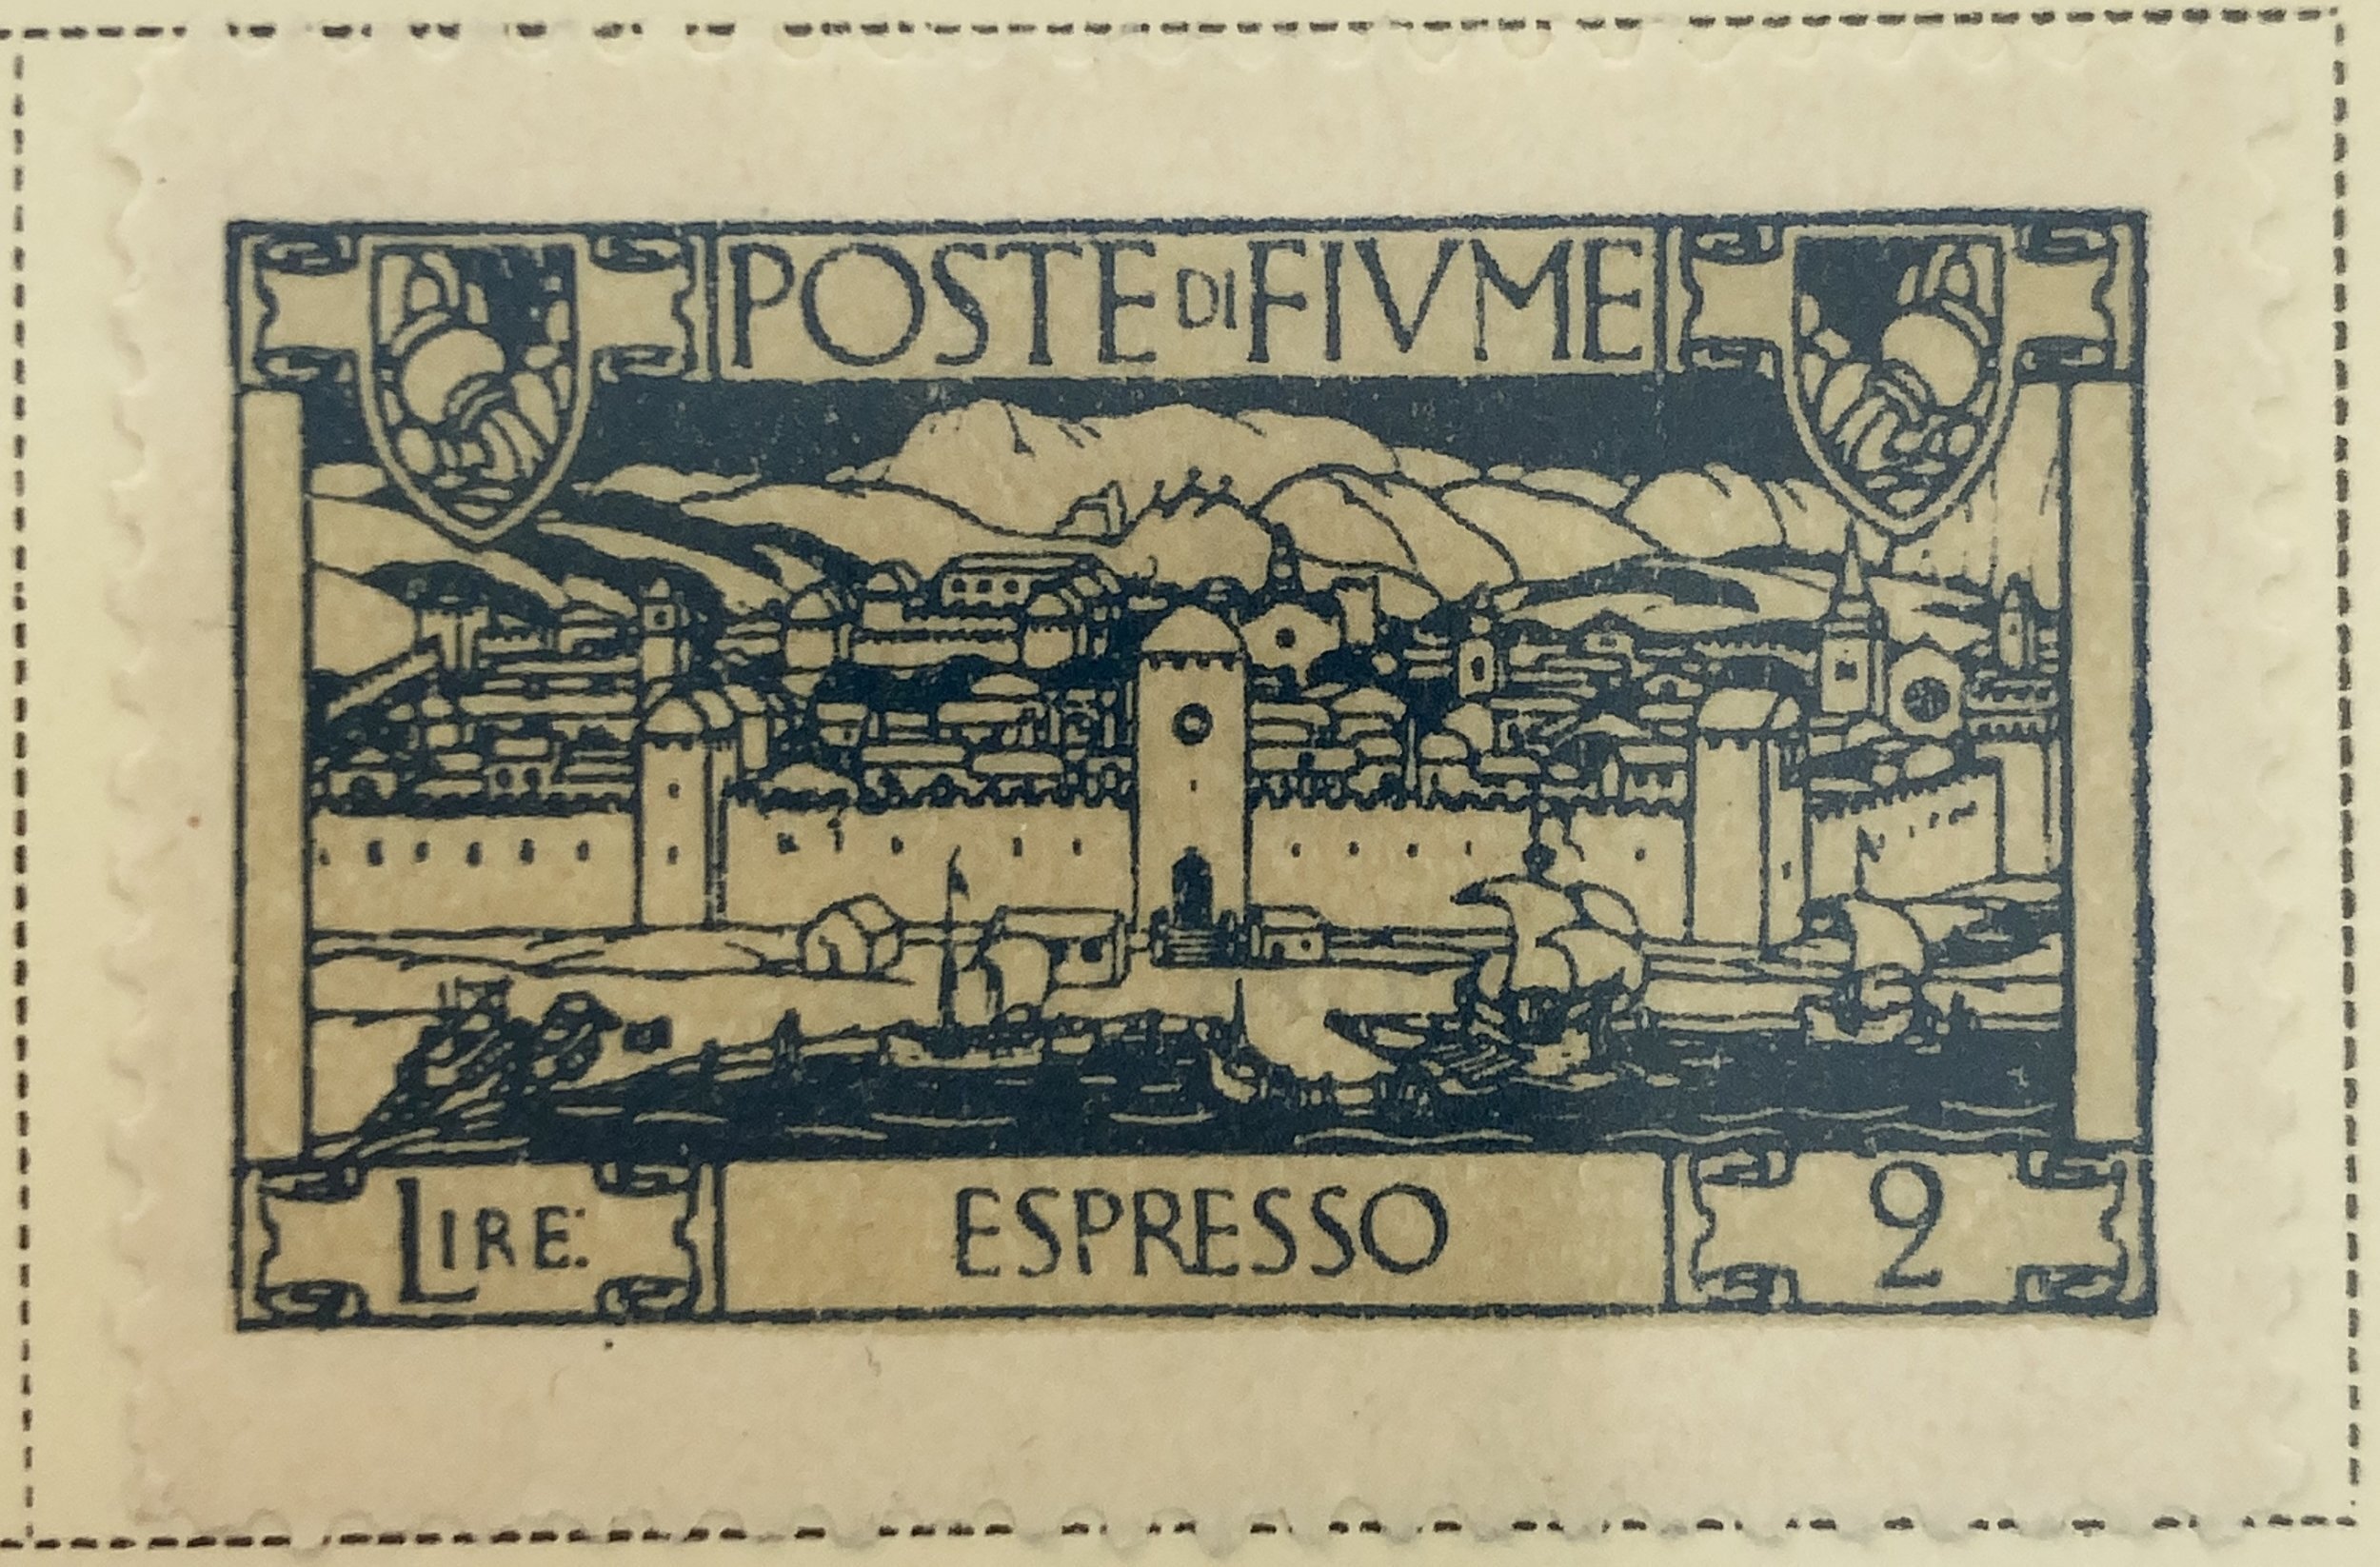 POSTE DI FIVME
LIRE: ESPRESSO 2